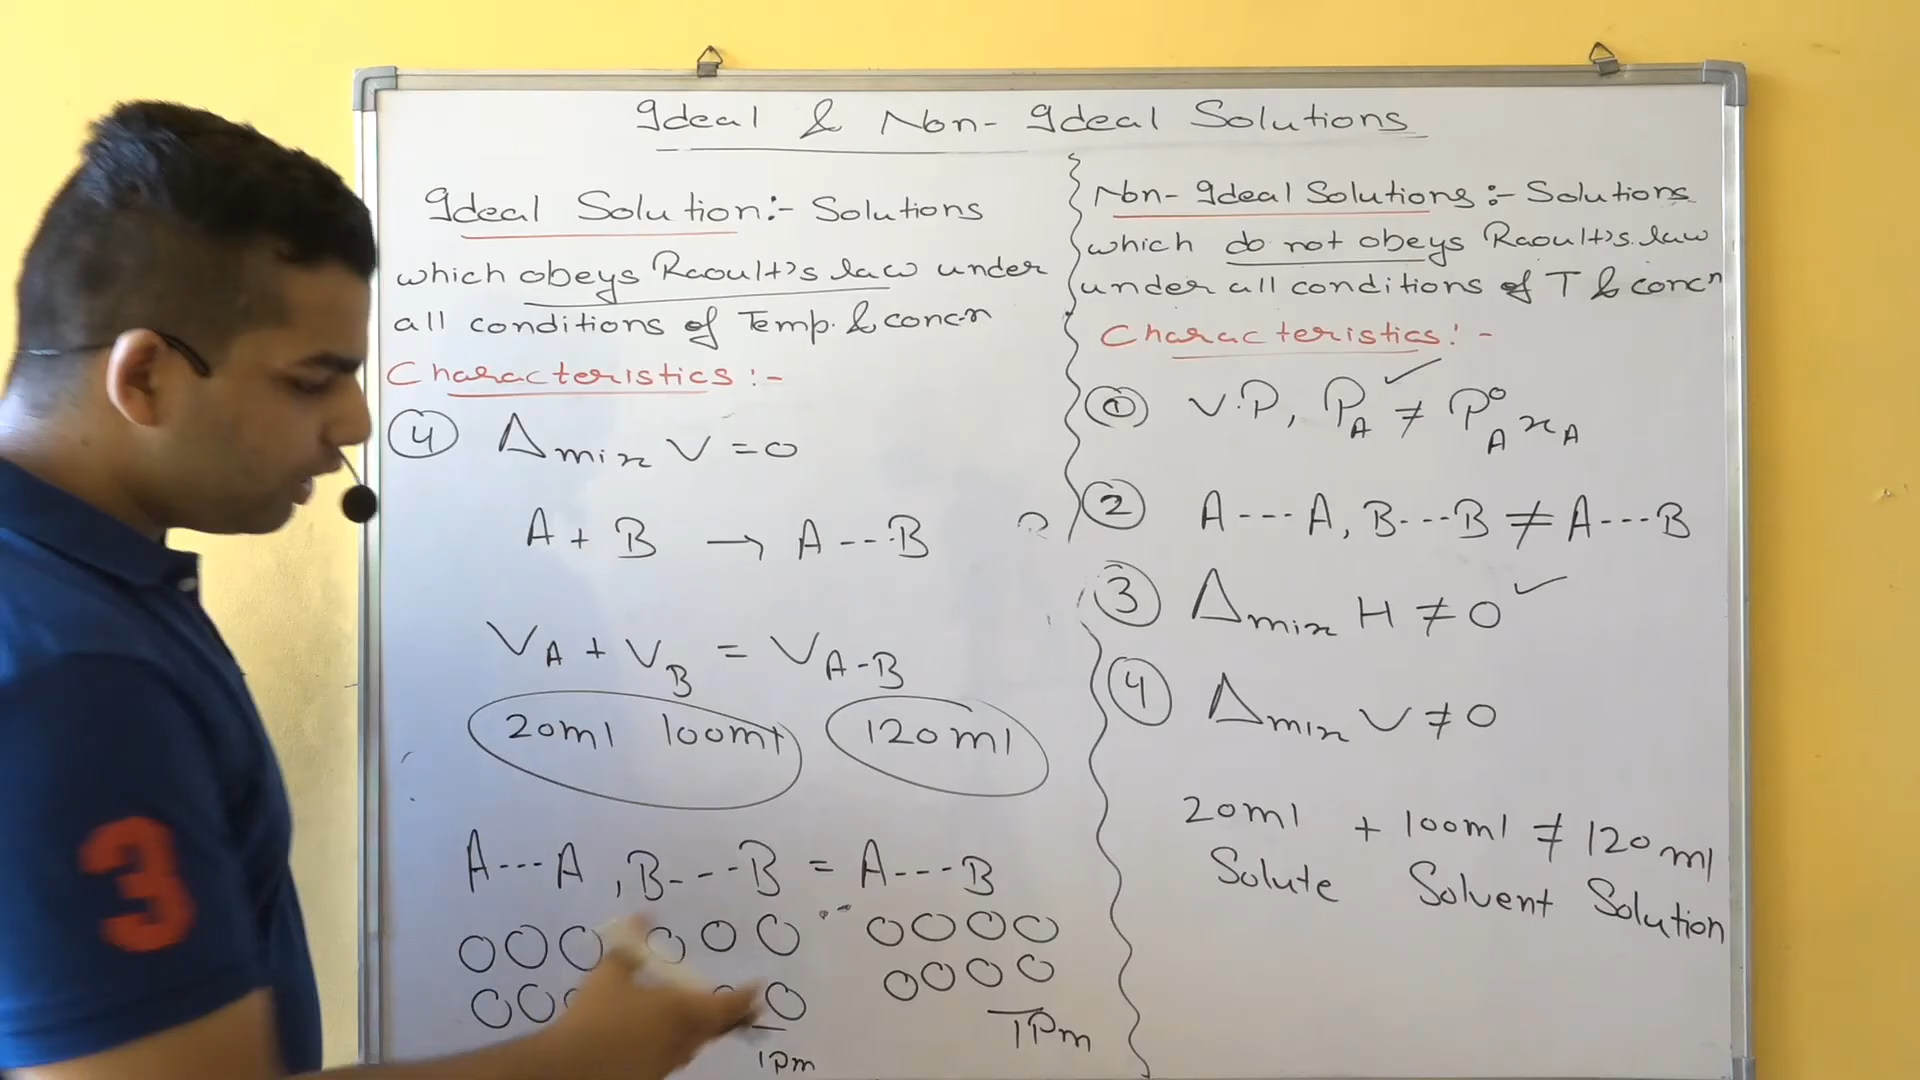 Ideal & Non-Ideal Solutions
Ideal Solution:- Solutions
which obeys Raoult's law under
all conditions of Temp. & concn
Characteristics :-
4 Δmix V = 0
A + B → A---B
VA + VB = VA-B
20ml 100ml 120ml
A---A, B---B = A---B
1pm
1pm
Non-Ideal Solutions :- Solutions
which do not obeys Raoult's law
under all conditions of T & concn
Characteristics :-
① V.P, PA ≠ P°A xA
② A---A, B---B ≠ A---B
③ Δmix H ≠ 0
④ Δmix V ≠ 0
20ml + 100ml ≠ 120ml
Solute Solvent Solution
3